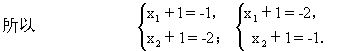 所以 { x₁+1=-1, { x₁+1=-2,
x₂+1=-2; x₂+1=-1.